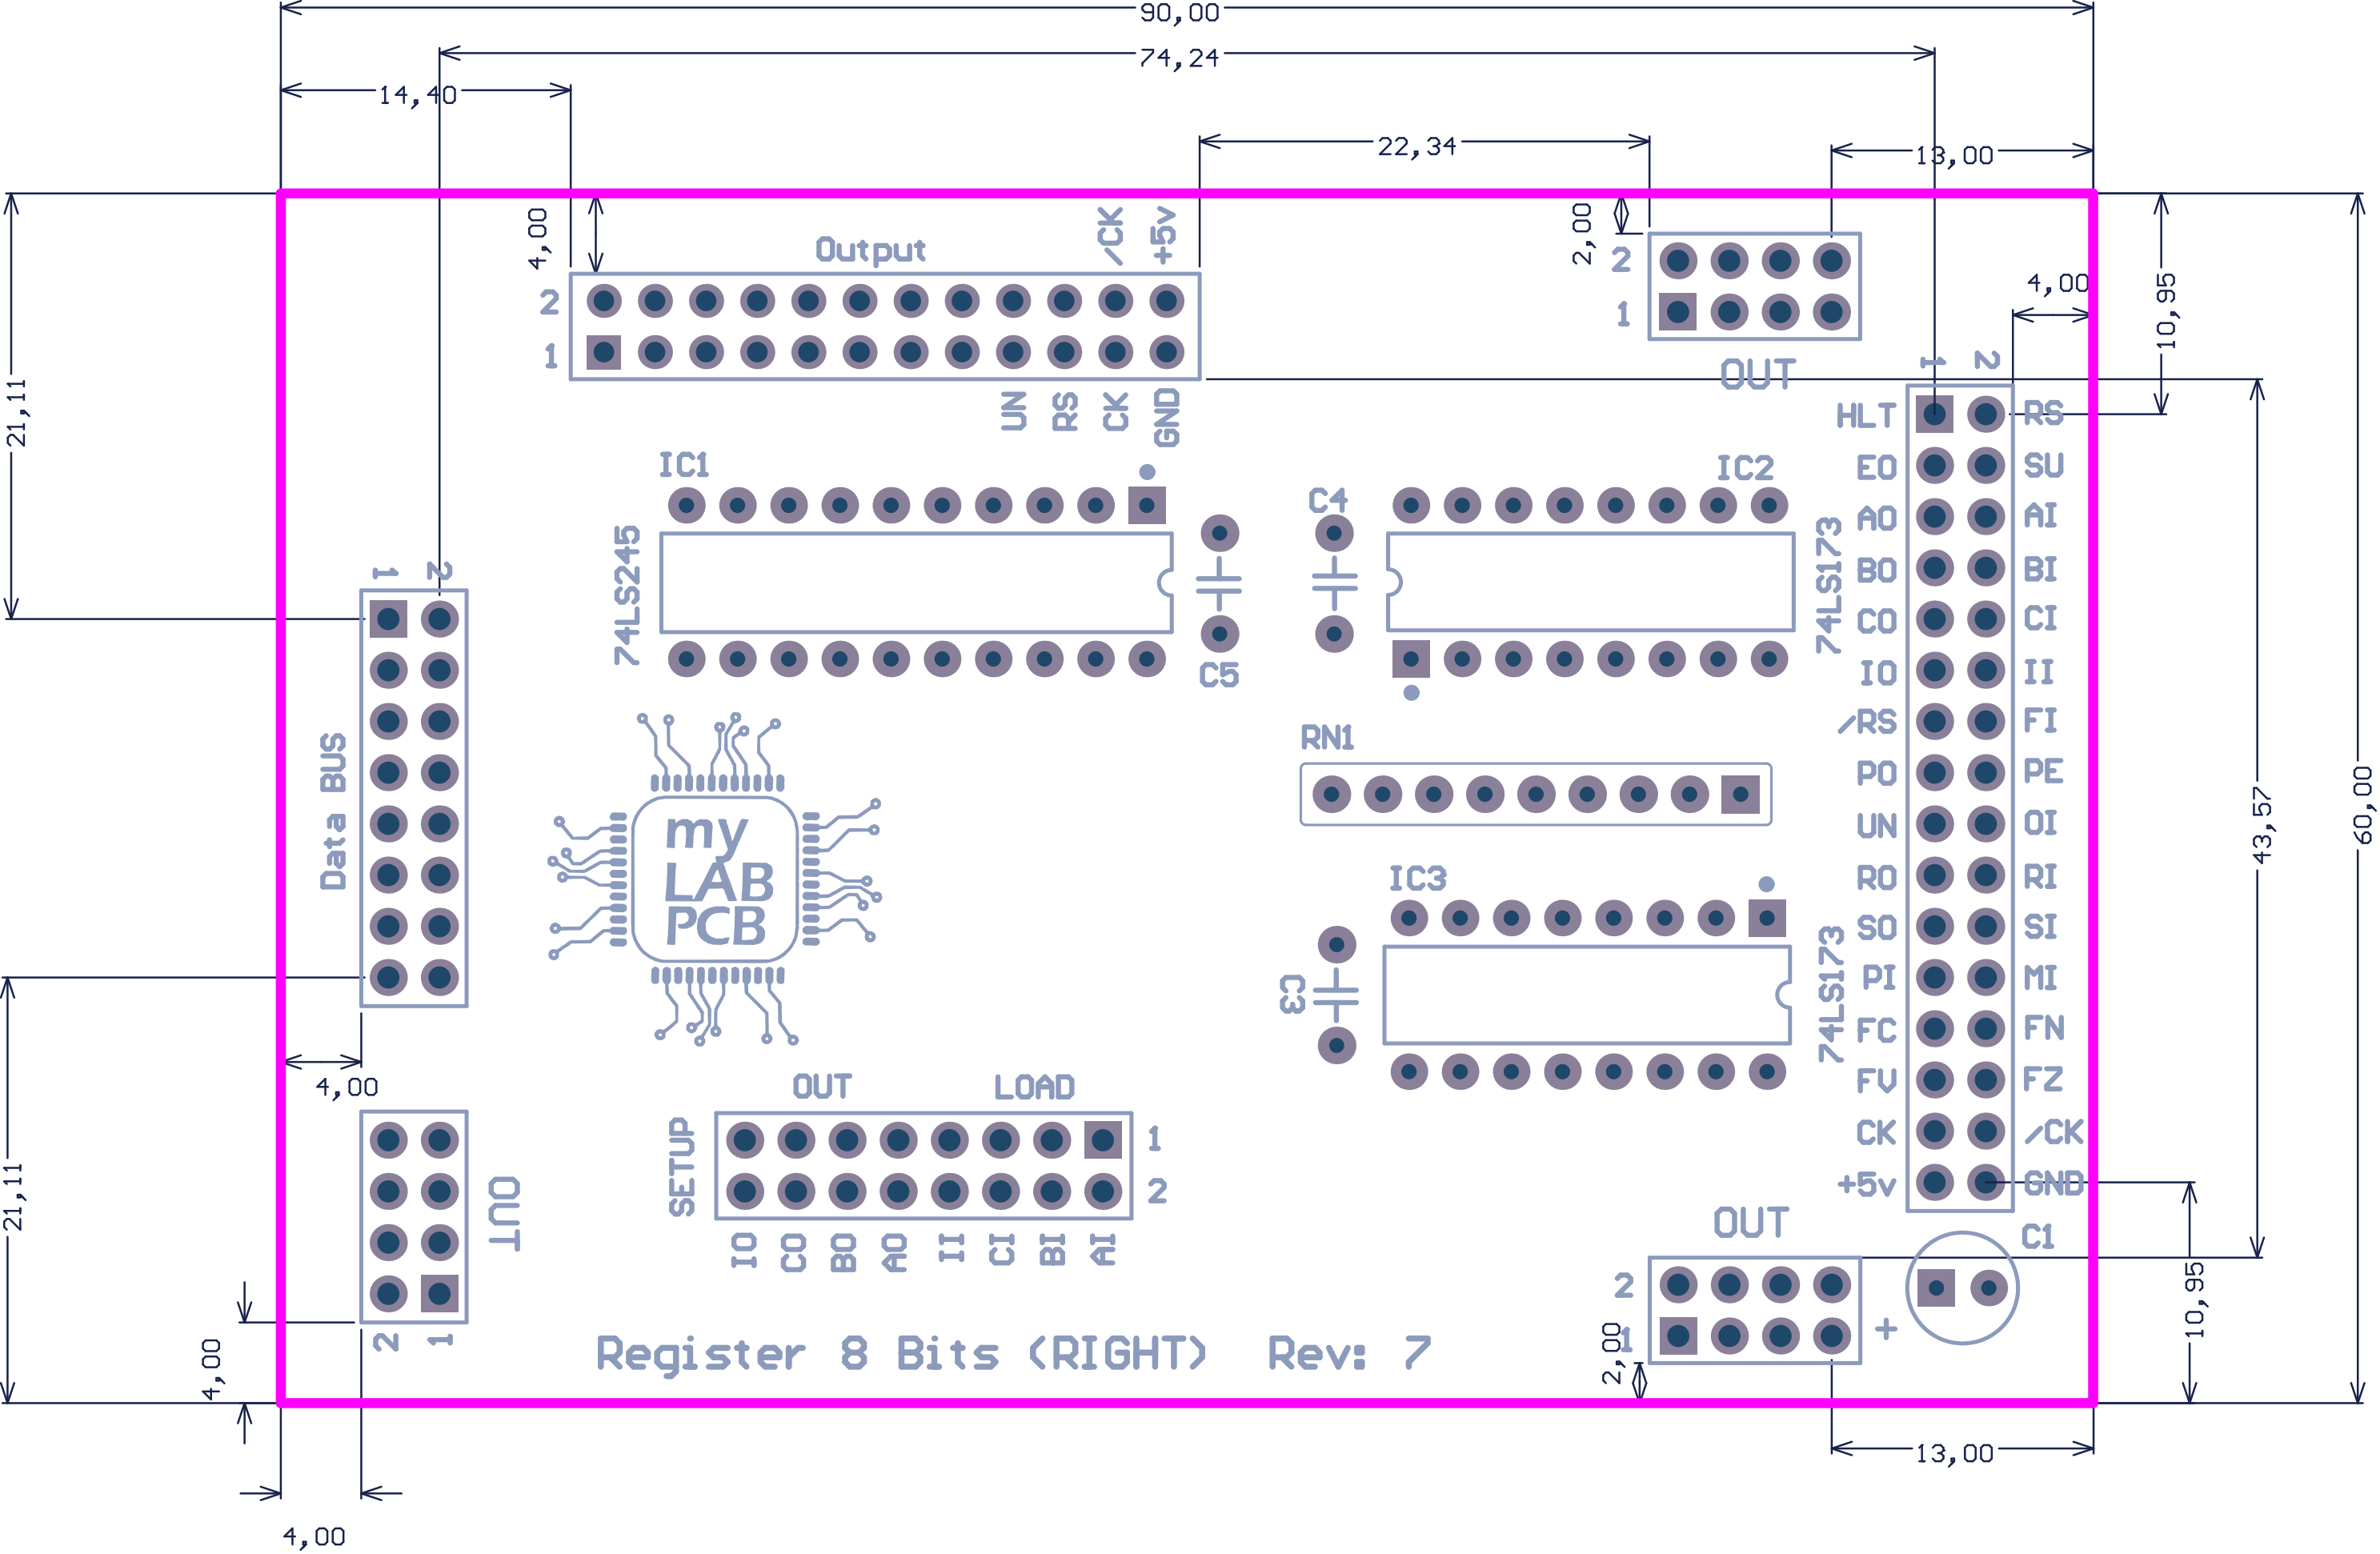 90,00
74,24
14,40
22,34
13,00
4,00
2,00
Output
/CK
+5v
2
1
2
1
OUT
4,00
10,95
21,11
UN
RS
CK
GND
1
2
HLT
RS
EO
SU
AO
AI
BO
BI
CO
CI
IO
II
/RS
FI
PO
PE
UN
OI
RO
RI
SO
SI
PI
MI
FC
FN
FV
FZ
CK
/CK
+5v
GND
IC1
74LS245
C4
C5
IC2
74LS173
1
2
Data BUS
RN1
my
LAB
PCB
IC3
74LS173
C3
43,57
60,00
4,00
21,11
OUT
LOAD
SETUP
1
2
IO
CO
BO
AO
II
CI
BI
AI
OUT
2
1
4,00
OUT
2
1
+
C1
10,95
2,00
Register 8 Bits (RIGHT) Rev: 7
13,00
4,00